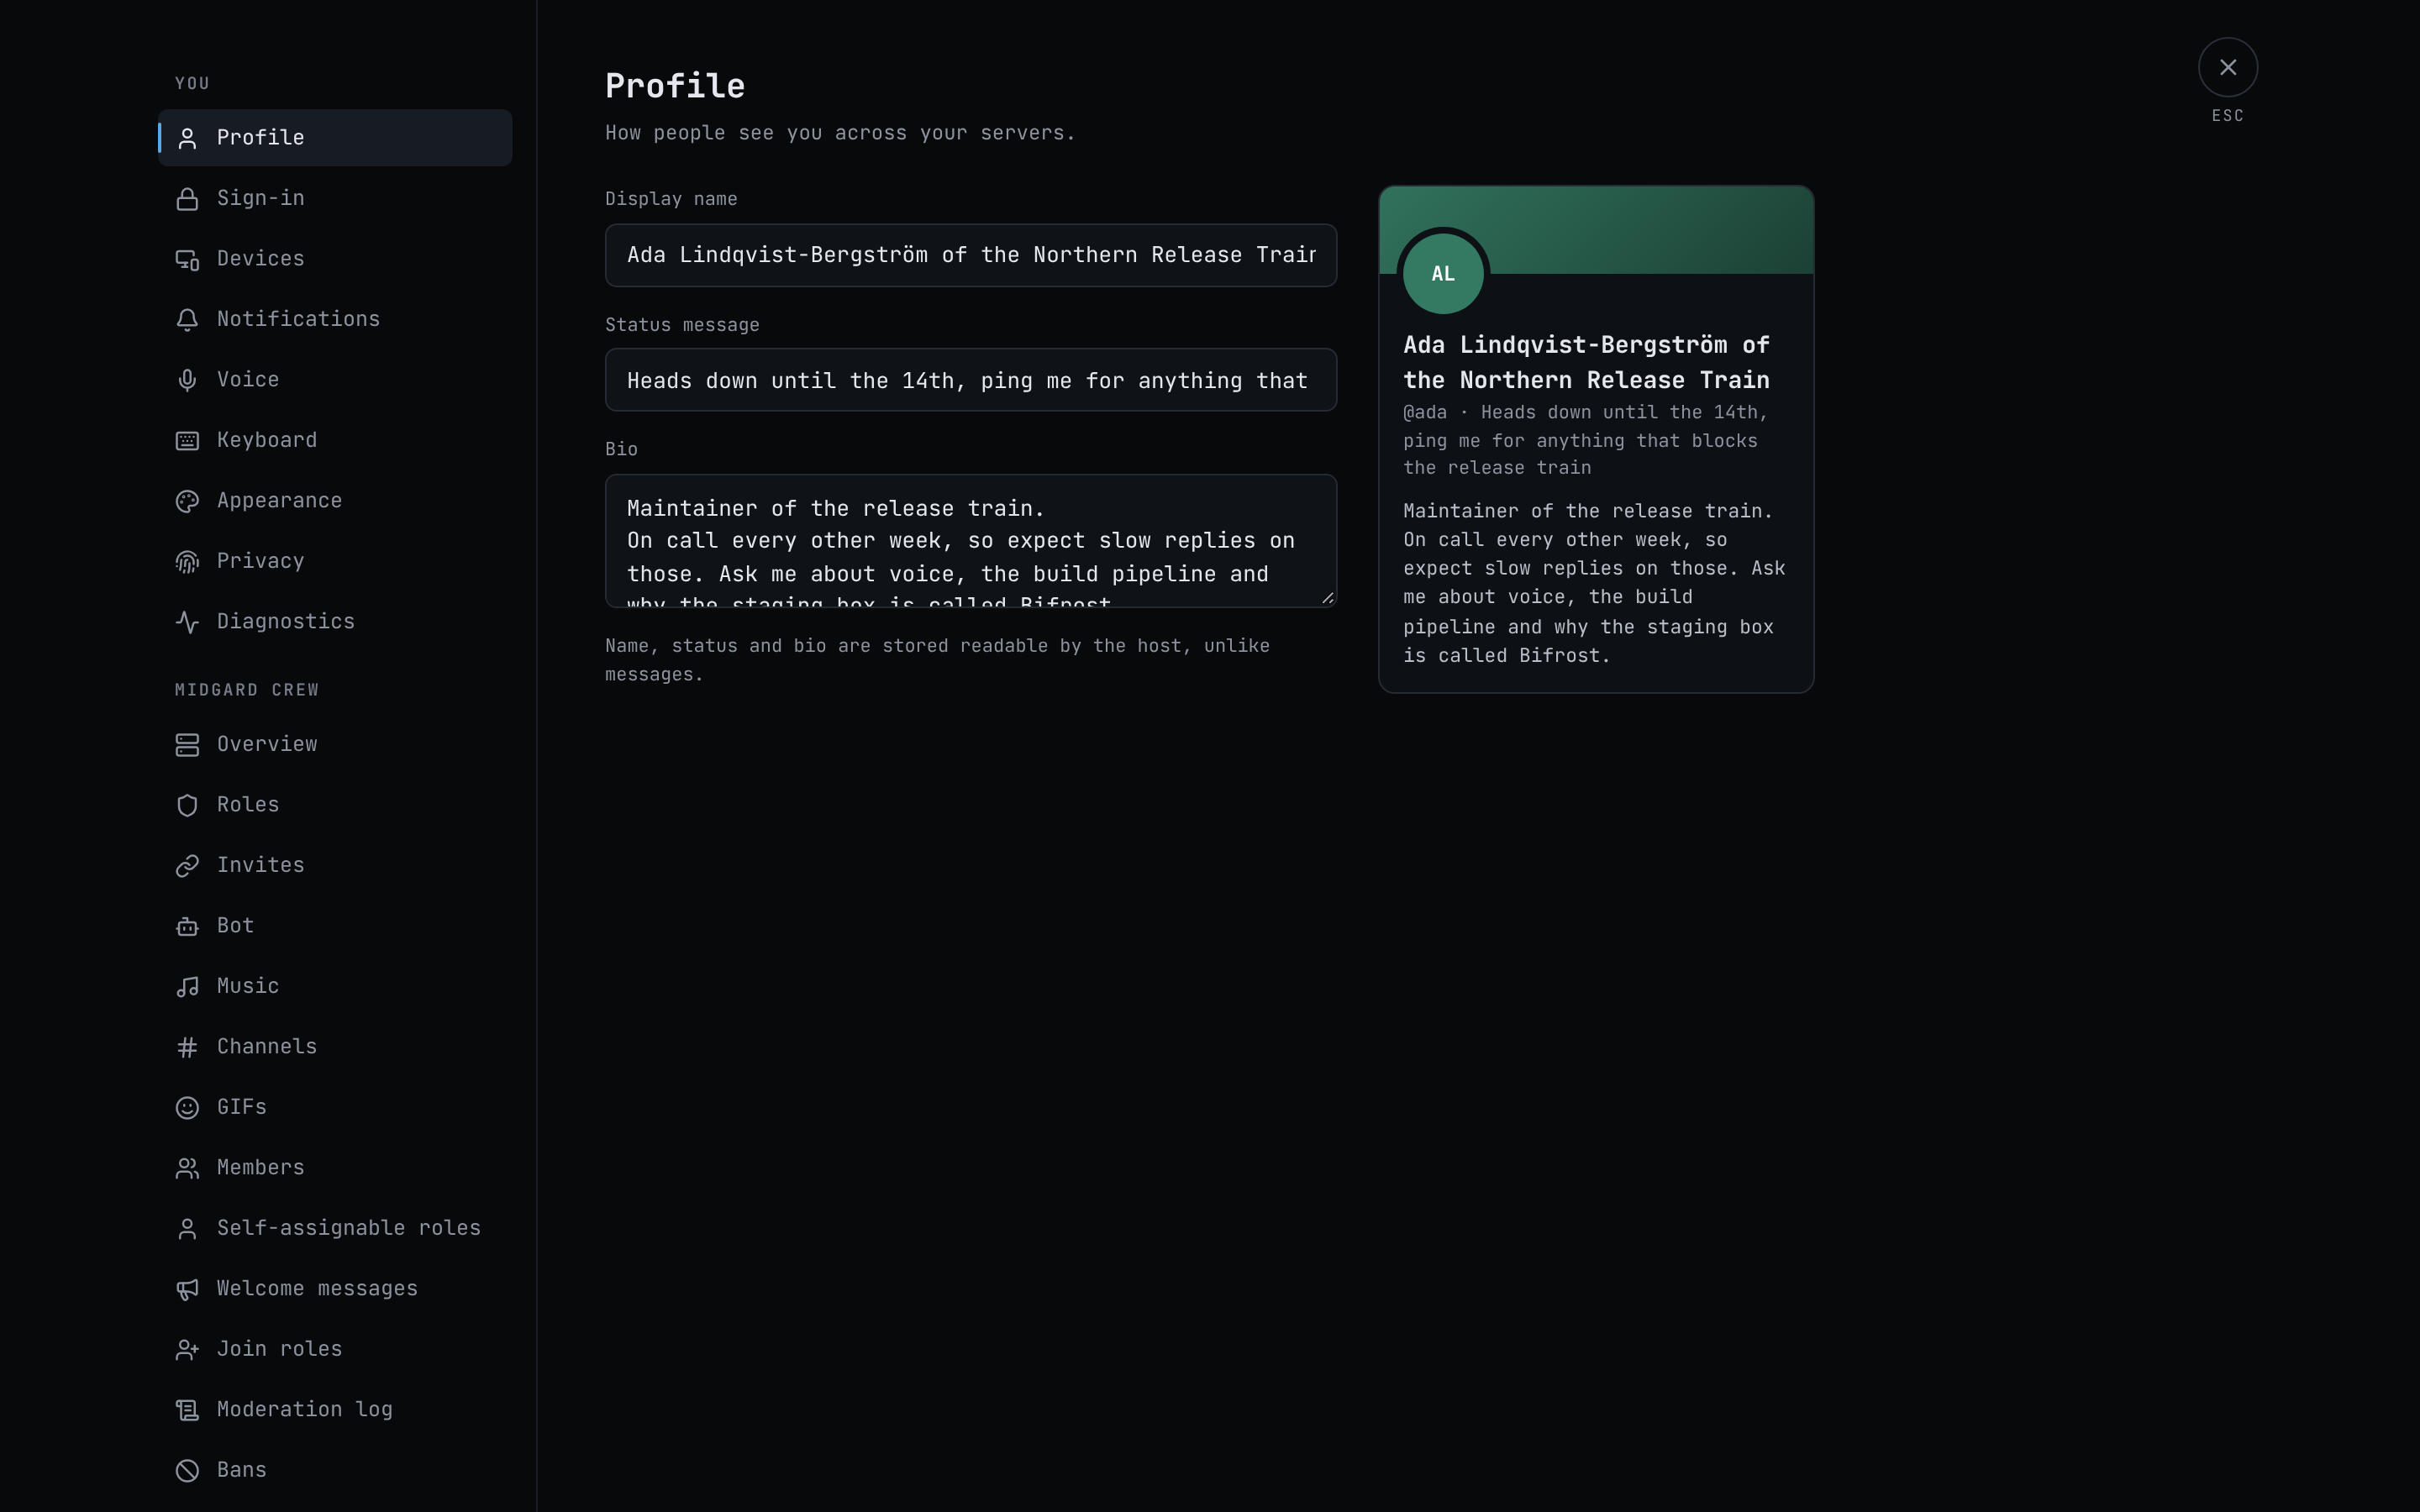 YOU
Profile
Sign-in
Devices
Notifications
Voice
Keyboard
Appearance
Privacy
Diagnostics
MIDGARD CREW
Overview
Roles
Invites
Bot
Music
Channels
GIFs
Members
Self-assignable roles
Welcome messages
Join roles
Moderation log
Bans
Profile
How people see you across your servers.
Display name
Ada Lindqvist-Bergström of the Northern Release Train
Status message
Heads down until the 14th, ping me for anything that
Bio
Maintainer of the release train.
On call every other week, so expect slow replies on
those. Ask me about voice, the build pipeline and
why the staging box is called Bifrost.
Name, status and bio are stored readable by the host, unlike
messages.
AL
Ada Lindqvist-Bergström of
the Northern Release Train
@ada · Heads down until the 14th,
ping me for anything that blocks
the release train
Maintainer of the release train.
On call every other week, so
expect slow replies on those. Ask
me about voice, the build
pipeline and why the staging box
is called Bifrost.
ESC